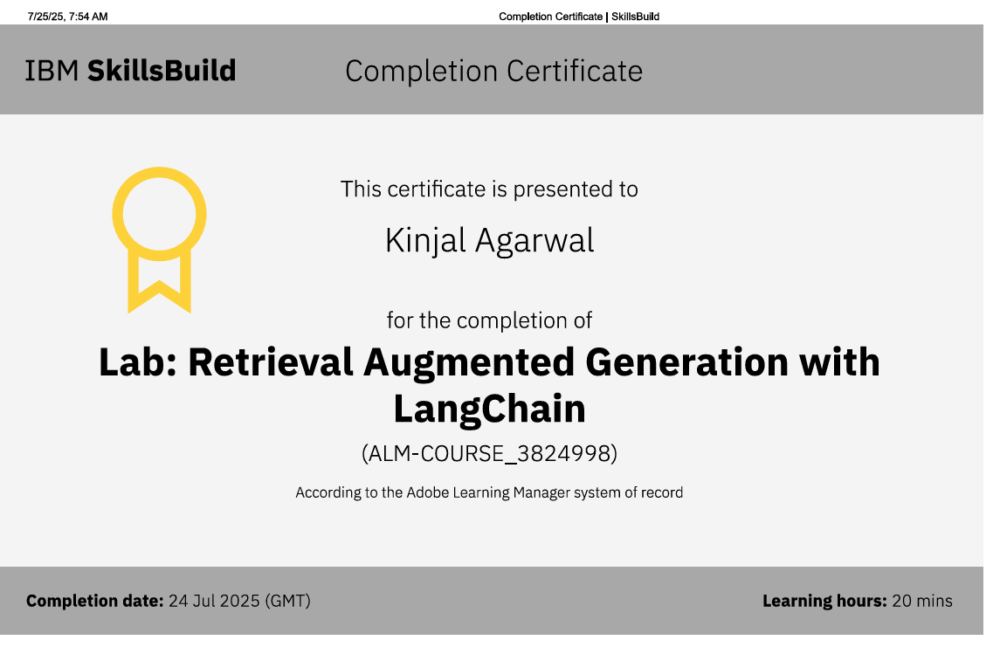 7/25/25, 7:54 AM
Completion Certificate | SkillsBuild
IBM SkillsBuild
Completion Certificate
This certificate is presented to
Kinjal Agarwal
for the completion of
Lab: Retrieval Augmented Generation with
LangChain
(ALM-COURSE_3824998)
According to the Adobe Learning Manager system of record
Completion date: 24 Jul 2025 (GMT)
Learning hours: 20 mins